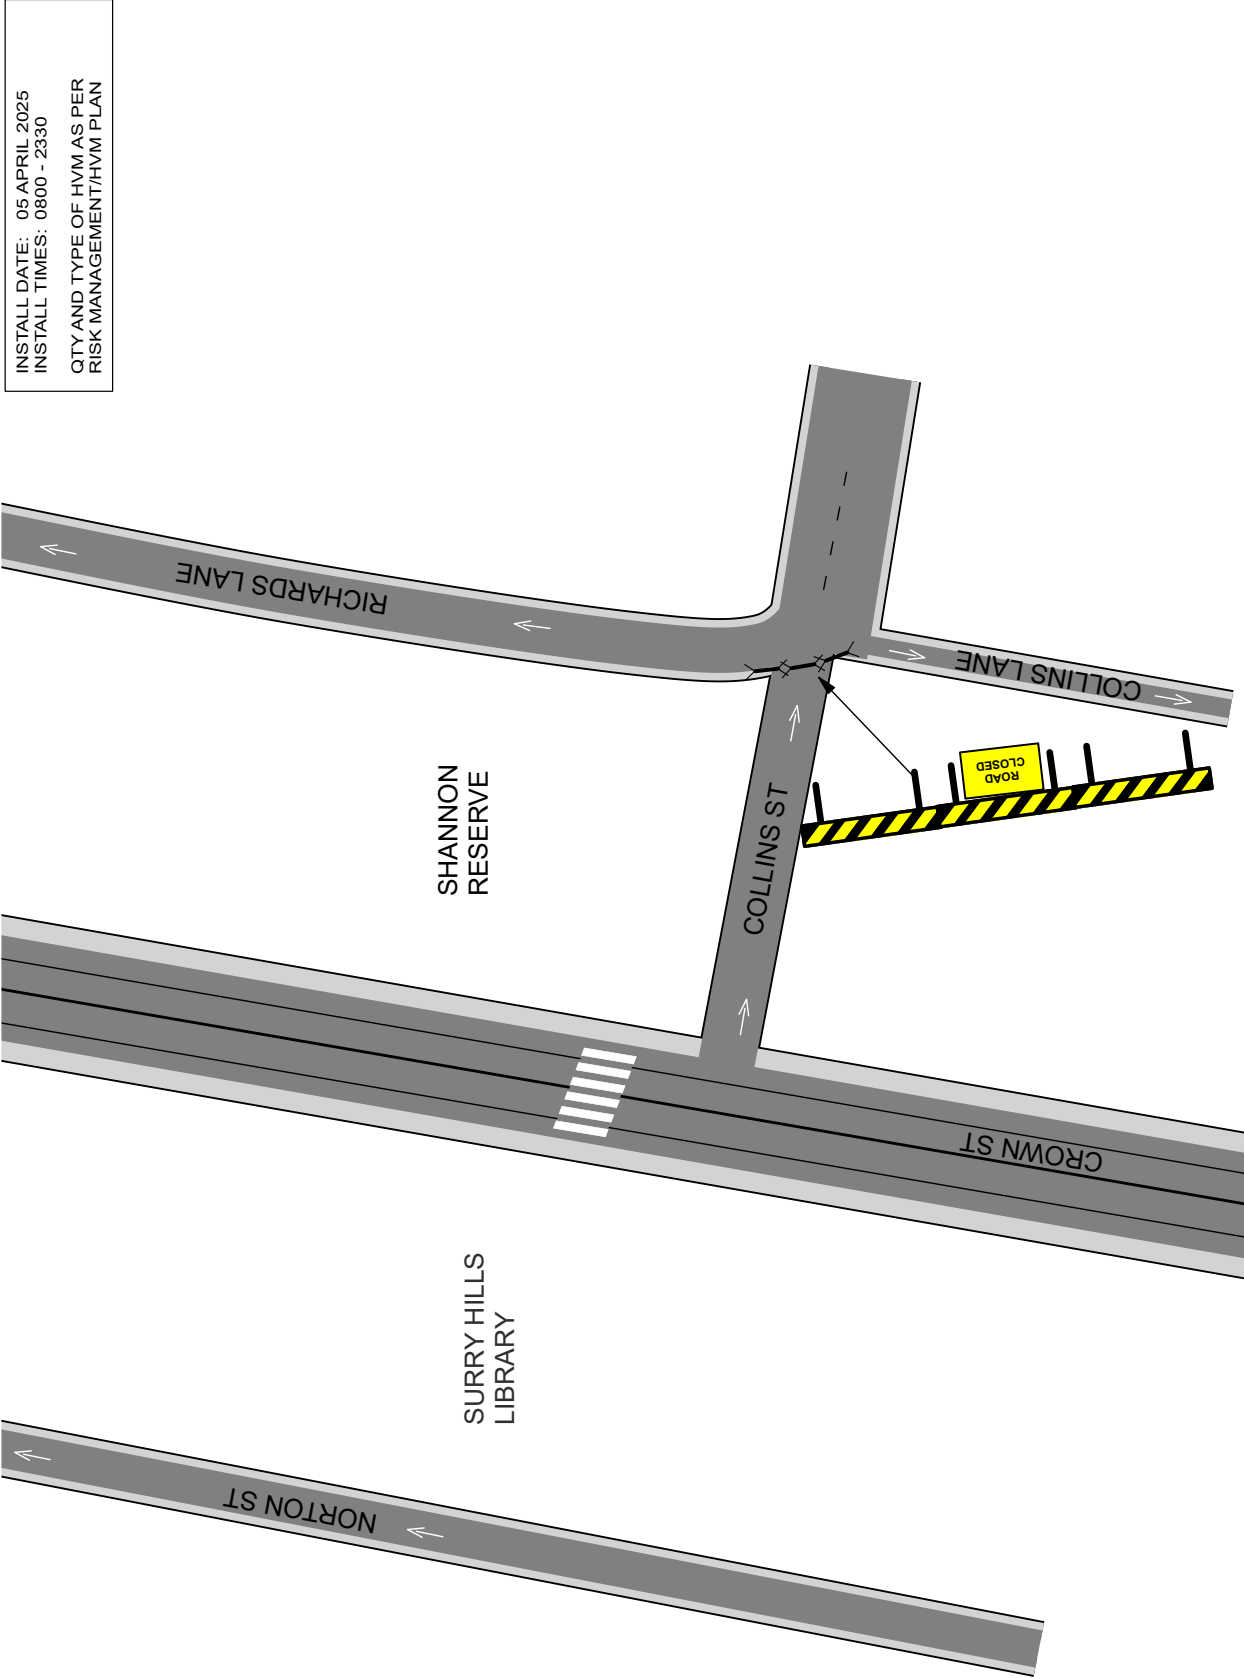 INSTALL DATE: 05 APRIL 2025
INSTALL TIMES: 0800 - 2330
QTY AND TYPE OF HVM AS PER
RISK MANAGEMENT/HVM PLAN
RICHARDS LANE
COLLINS LANE
ROAD
CLOSED
SHANNON
RESERVE
COLLINS ST
CROWN ST
SURRY HILLS
LIBRARY
NORTON ST